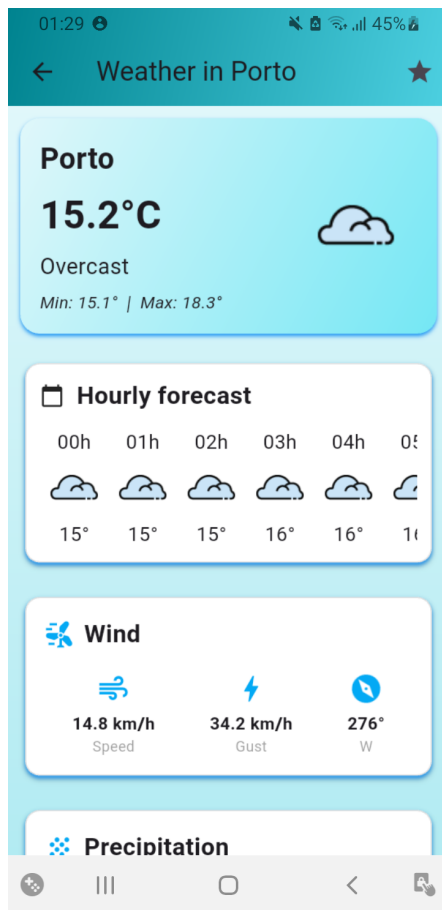 01:29 45%
Weather in Porto
Porto
15.2°C
Overcast
Min: 15.1° | Max: 18.3°
Hourly forecast
00h 01h 02h 03h 04h
15° 15° 15° 16° 16°
Wind
14.8 km/h 34.2 km/h 276°
Speed Gust W
Precipitation